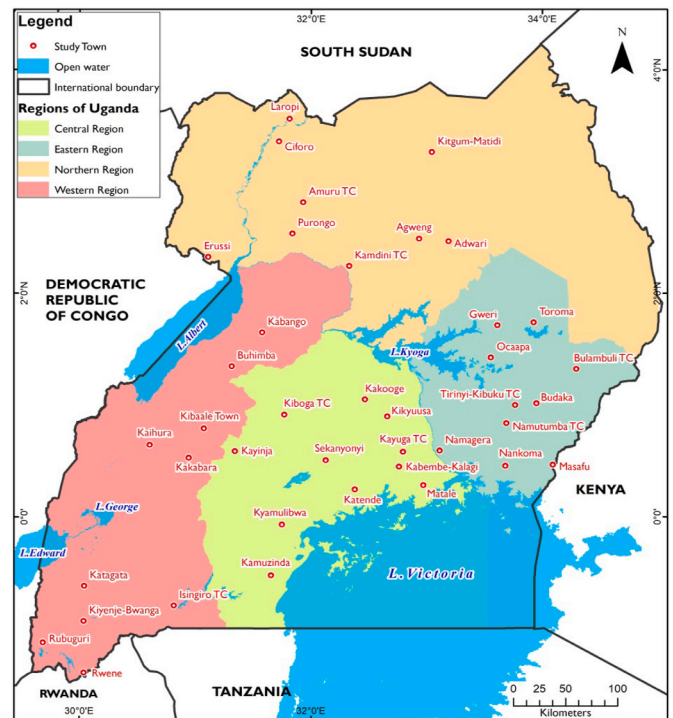 Legend
Study Town
Open water
International boundary
Regions of Uganda
Central Region
Eastern Region
Northern Region
Western Region
32°0'E
34°0'E
N
4°0'N
SOUTH SUDAN
Laropi
Ciforo
Kitgum-Matidi
Amuru TC
Purongo
Agweng
Adwari
Erussi
Kamdini TC
DEMOCRATIC
REPUBLIC
OF CONGO
2°0'N
2°0'N
L.Albert
Kabango
Gweri
Toroma
L.Kyoga
Ocaapa
Buhimba
Bulambuli TC
Kakooge
Tirinyi-Kibuku TC
Budaka
Kiboga TC
Kikyuusa
Kibaale Town
Namutumba TC
Kaihura
Kayinja
Sekanyonyi
Kayuga TC
Namagera
Nankoma
Kakabara
Kabembe-Kalagi
Masafu
Katende
Matale
KENYA
L.George
Kyamulibwa
0°0'
0°0'
L.Edward
Kamuzinda
L.Victoria
Katagata
Isingiro TC
Kiyenje-Bwanga
Rubuguri
Rwene
RWANDA
TANZANIA
0 25 50 100
Kilometers
30°0'E
32°0'E